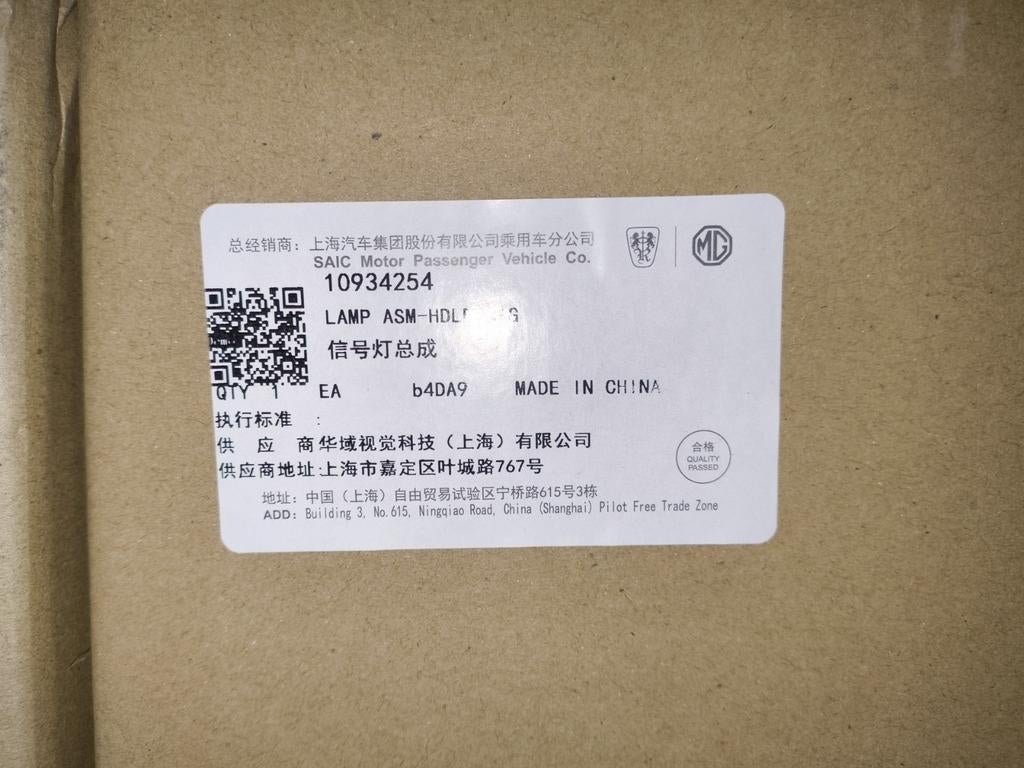 总经销商：上海汽车集团股份有限公司乘用车分公司
SAIC Motor Passenger Vehicle Co.
MG
10934254
LAMP
信号灯总成
QTY 1 EA b4DA9 MADE IN CHINA
执行标准 :
供 应 商华域视觉科技（上海）有限公司
供应商地址:上海市嘉定区叶城路767号
合格
QUALITY
PASSED
地址：中国（上海）自由贸易试验区宁桥路615号3栋
ADD: Building 3, No.615, Ningqiao Road, China (Shanghai) Pilot Free Trade Zone